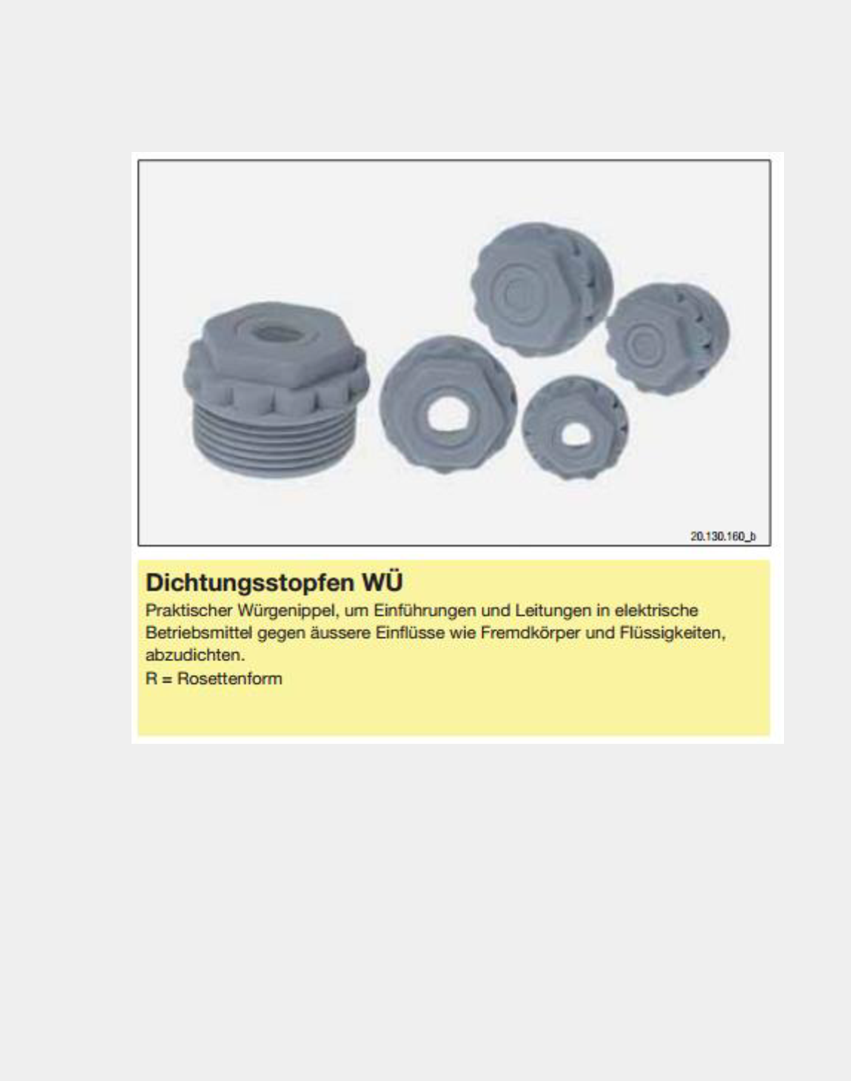 20.130.160_b
Dichtungsstopfen WÜ
Praktischer Würgenippel, um Einführungen und Leitungen in elektrische
Betriebsmittel gegen äussere Einflüsse wie Fremdkörper und Flüssigkeiten,
abzudichten.
R = Rosettenform